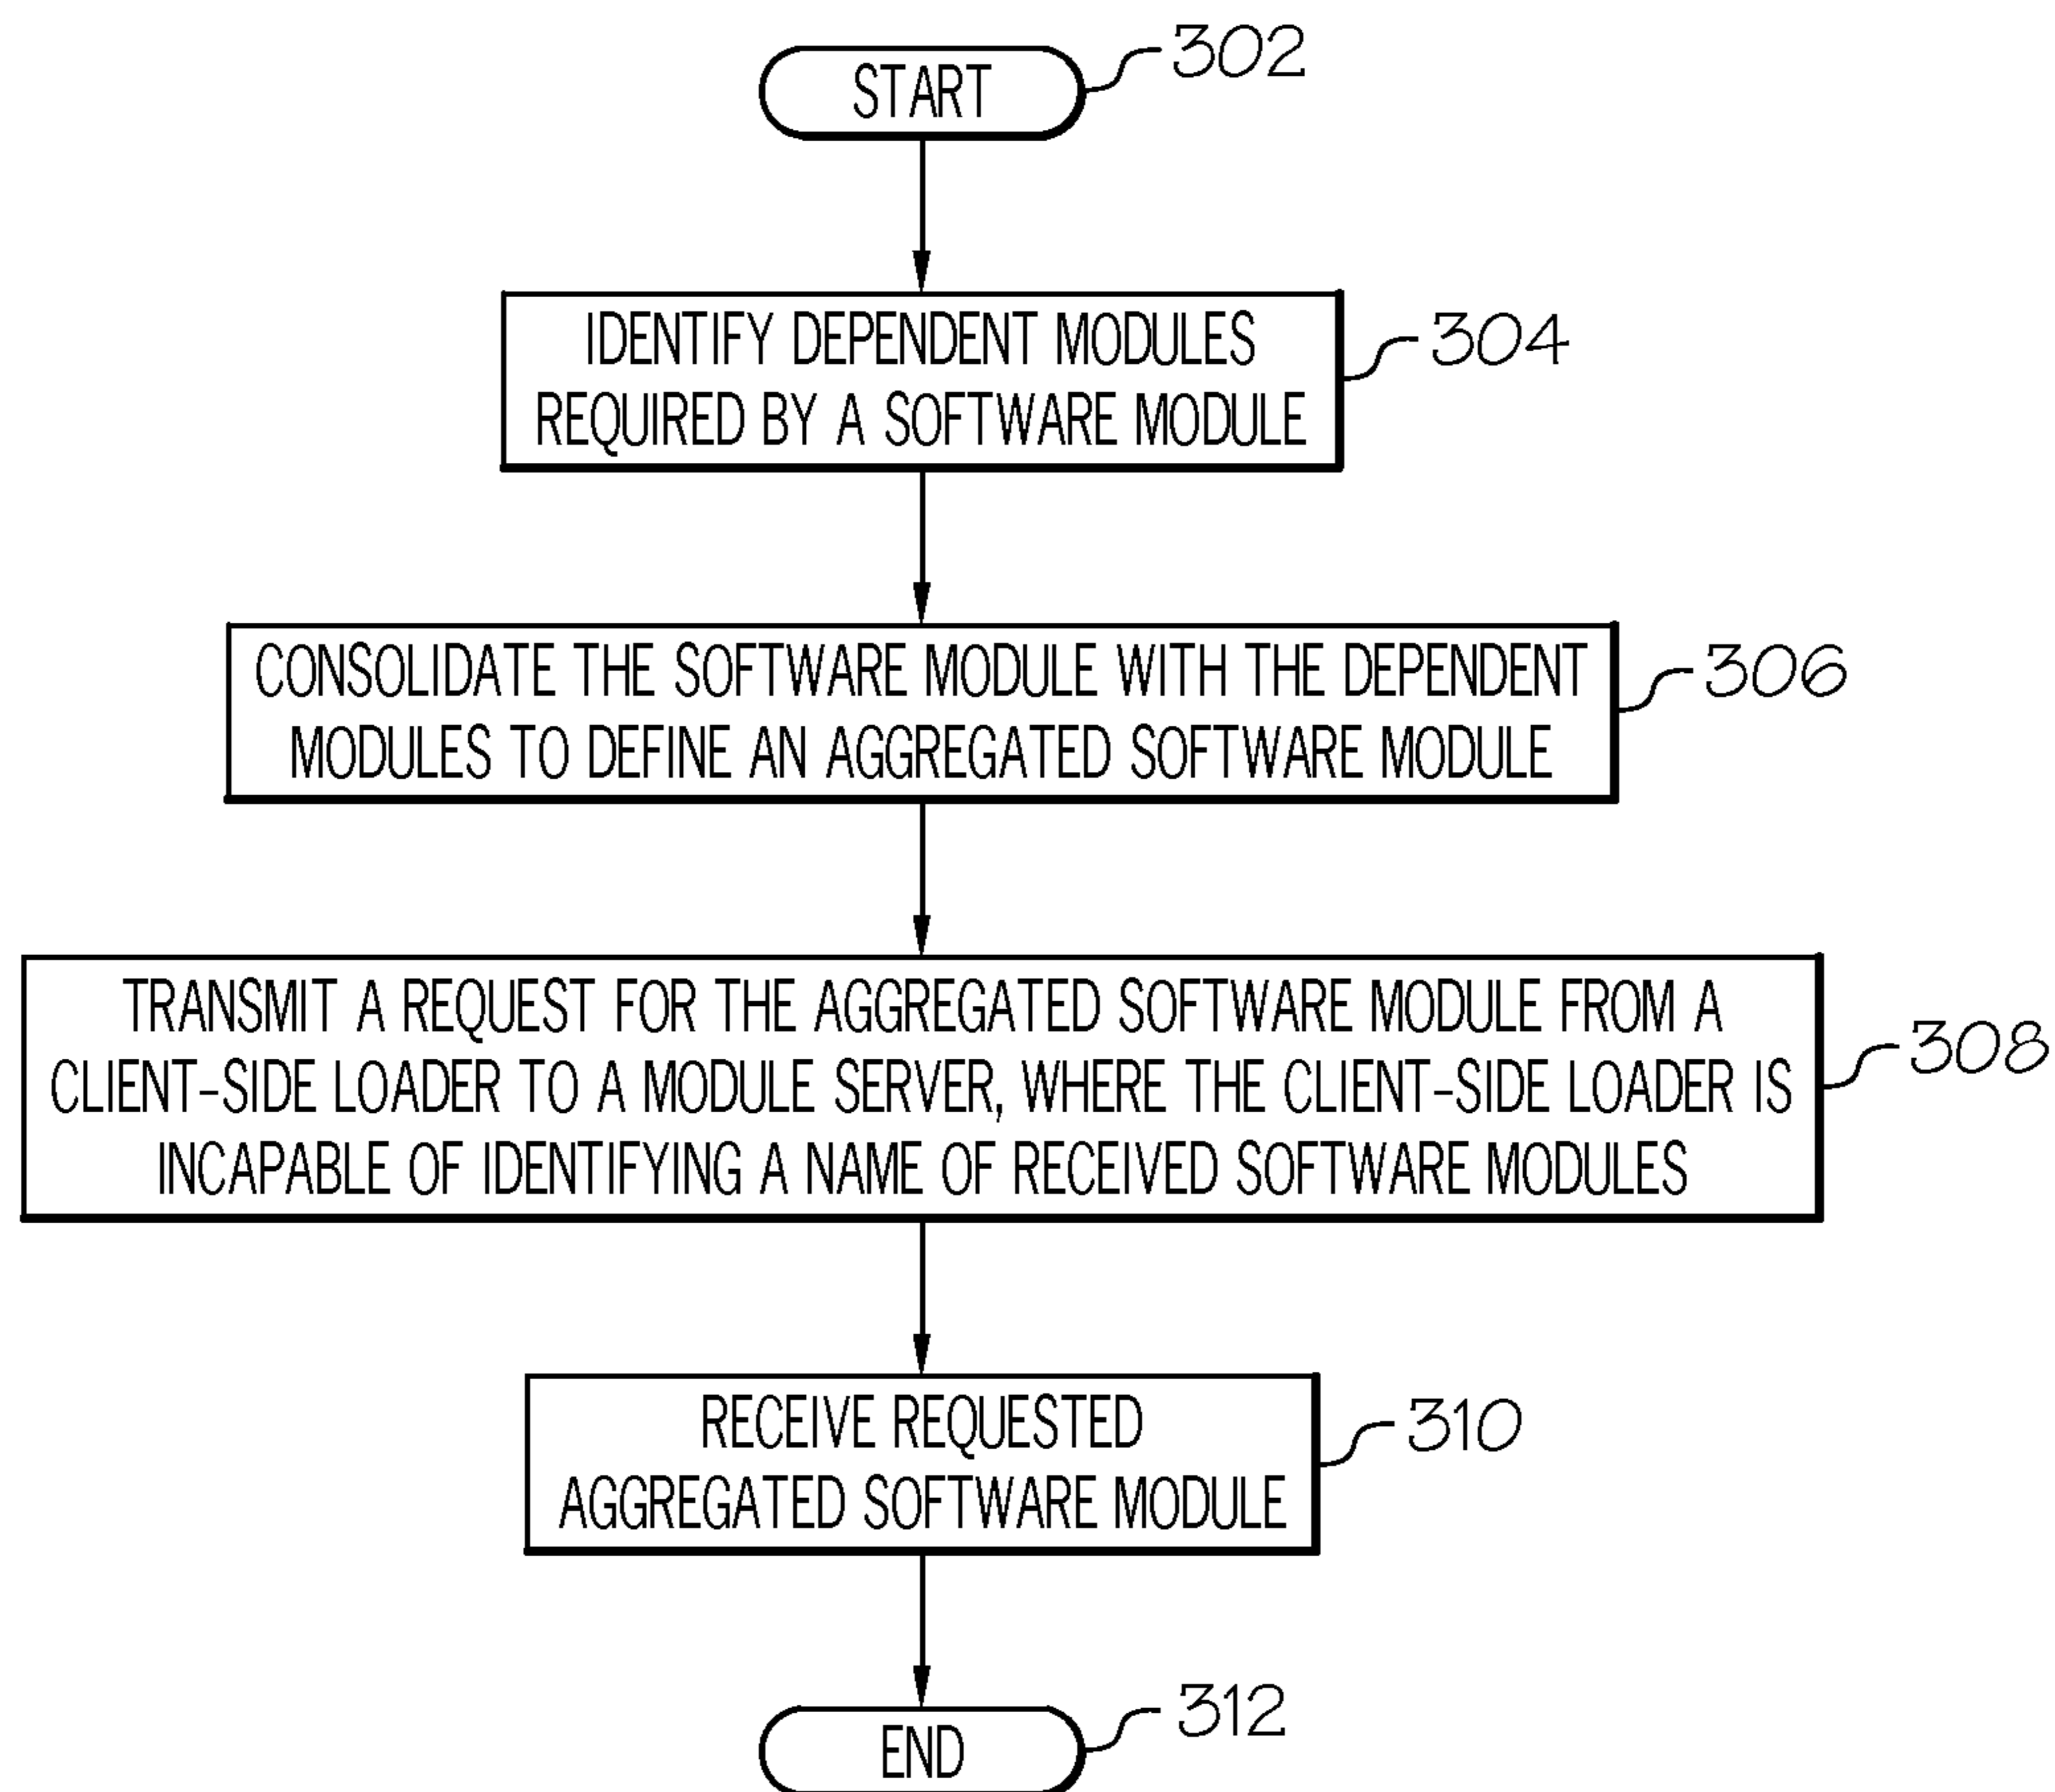 START
302
IDENTIFY DEPENDENT MODULES
REQUIRED BY A SOFTWARE MODULE
304
CONSOLIDATE THE SOFTWARE MODULE WITH THE DEPENDENT
MODULES TO DEFINE AN AGGREGATED SOFTWARE MODULE
306
TRANSMIT A REQUEST FOR THE AGGREGATED SOFTWARE MODULE FROM A
CLIENT-SIDE LOADER TO A MODULE SERVER, WHERE THE CLIENT-SIDE LOADER IS
INCAPABLE OF IDENTIFYING A NAME OF RECEIVED SOFTWARE MODULES
308
RECEIVE REQUESTED
AGGREGATED SOFTWARE MODULE
310
END
312